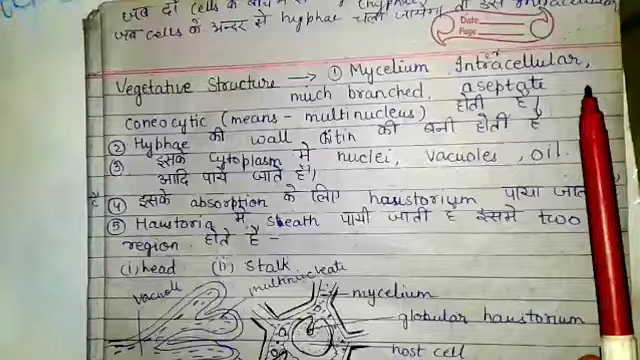 जब दो cells के बीच
जब cells के अन्दर से hyphae चली जायेगा तो इसे
Date
Page
Vegetative Structure → ① Mycelium Intracellular,
much branched, aseptate
coneocytic (means - multinucleus) होती है।
② Hyphae की wall kitin की बनी होती है
③ इसके cytoplasm मे nuclei, vacuoles, oil.
आदि पाये जाते है।,
④ इसके absorption के लिए haustorium पाया जाता
है
⑤ Haustoria में sheath पायी जाती है इसमे two
region होते है -
(i) head (ii) stalk
vacuole
multinucleate
mycelium
globular haustorium
host cell